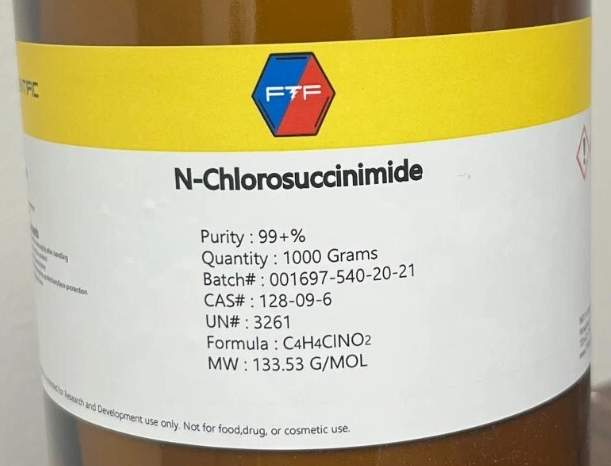 FTF
N-Chlorosuccinimide
Purity : 99+%
Quantity : 1000 Grams
Batch# : 001697-540-20-21
CAS# : 128-09-6
UN# : 3261
Formula : C4H4ClNO2
MW : 133.53 G/MOL
for Research and Development use only. Not for food,drug, or cosmetic use.